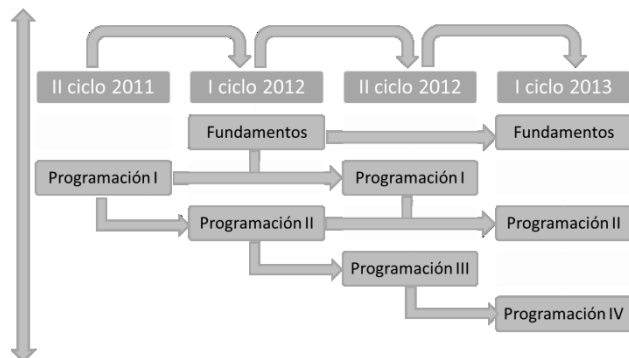 II ciclo 2011
I ciclo 2012
II ciclo 2012
I ciclo 2013
Fundamentos
Fundamentos
Programación I
Programación I
Programación II
Programación II
Programación III
Programación IV